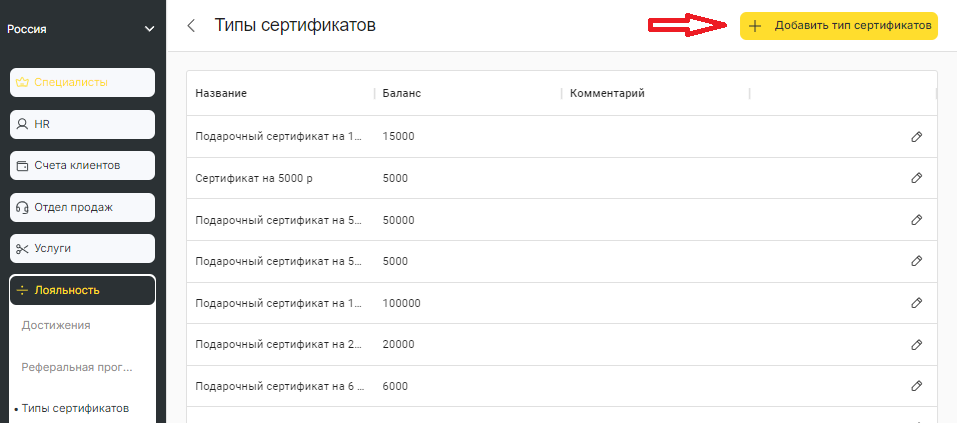 Россия
Типы сертификатов
Добавить тип сертификатов
Специалисты
HR
Счета клиентов
Отдел продаж
Услуги
Лояльность
Достижения
Реферальная прог...
• Типы сертификатов
Название Баланс Комментарий
Подарочный сертификат на 1... 15000
Сертификат на 5000 р 5000
Подарочный сертификат на 5... 50000
Подарочный сертификат на 5... 5000
Подарочный сертификат на 1... 100000
Подарочный сертификат на 2... 20000
Подарочный сертификат на 6 ... 6000